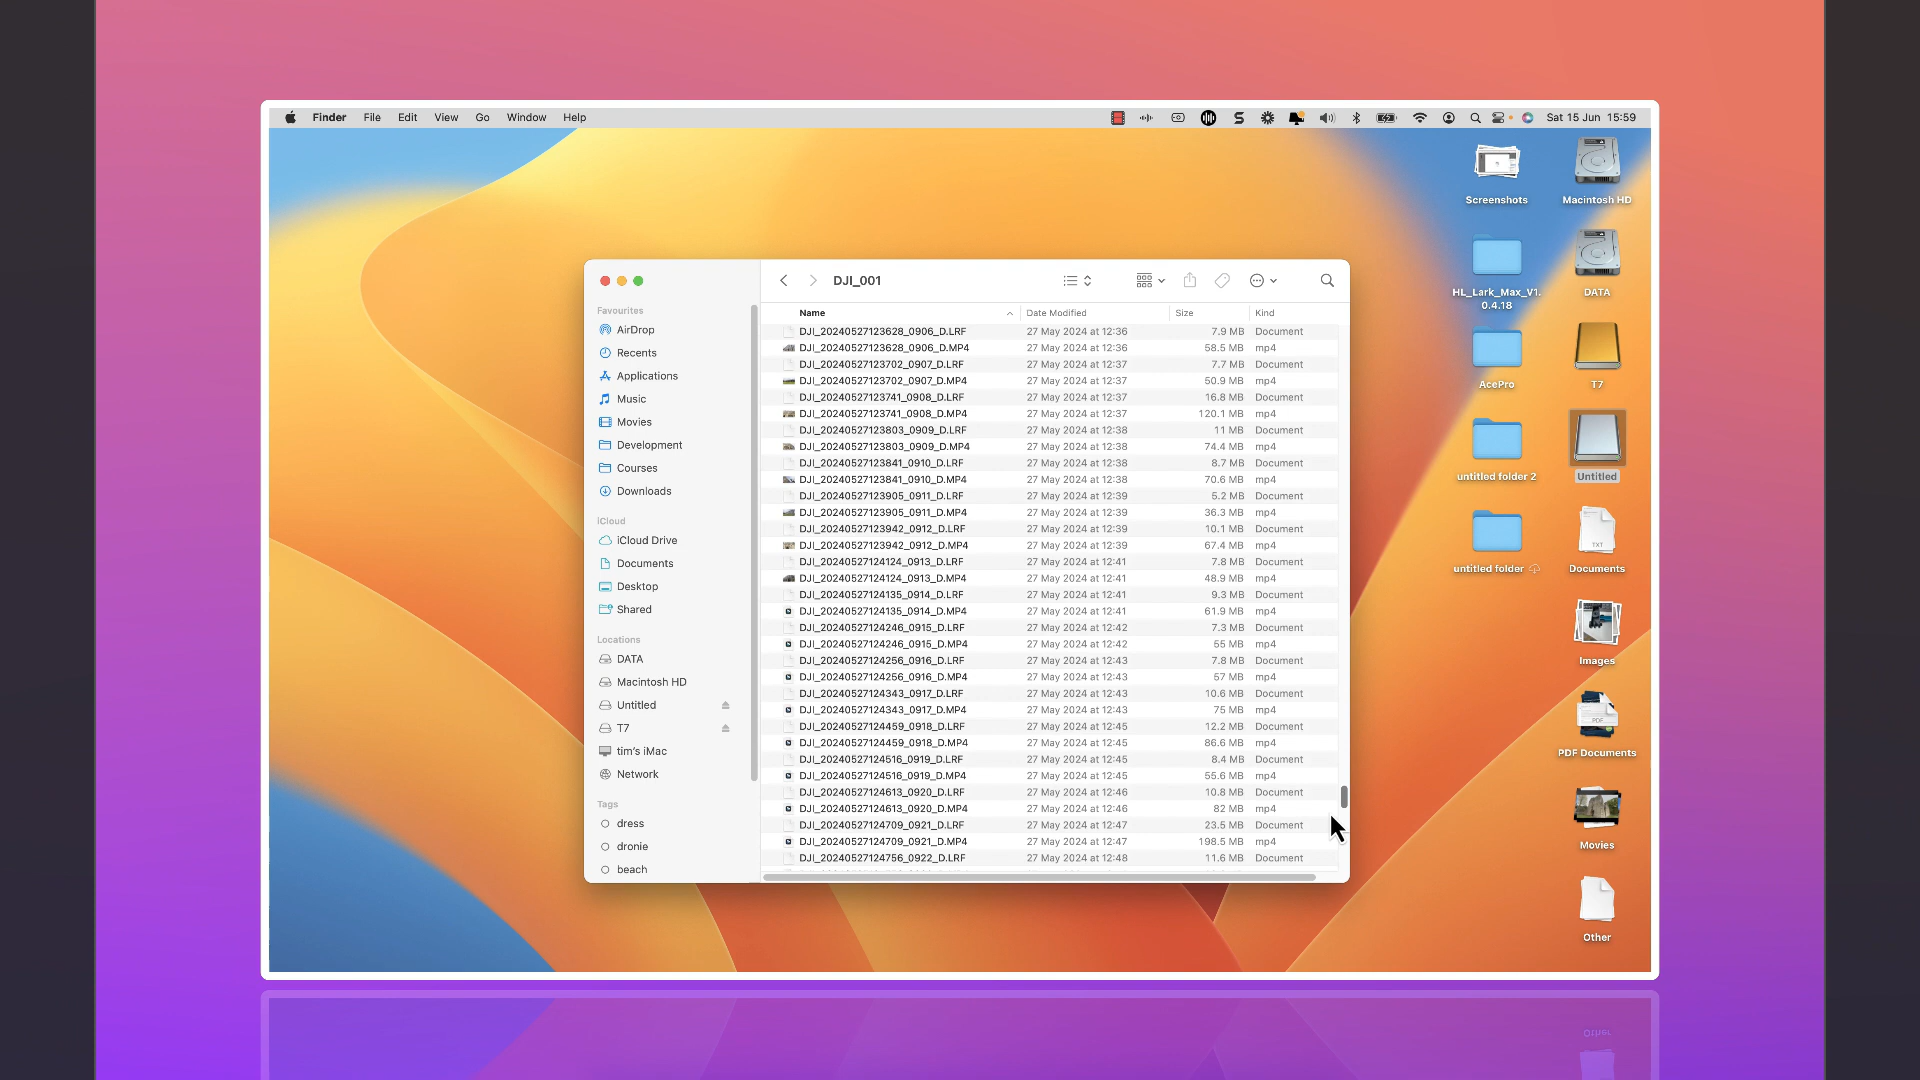 Finder File Edit View Go Window Help
Sat 15 Jun 15:59
DJI_001
Favourites
AirDrop
Recents
Applications
Music
Movies
Development
Courses
Downloads
iCloud
iCloud Drive
Documents
Desktop
Shared
Locations
DATA
Macintosh HD
Untitled
T7
tim's iMac
Network
Tags
dress
dronie
beach
Name Date Modified Size Kind
DJI_20240527123628_0906_D.LRF 27 May 2024 at 12:36 7.9 MB Document
DJI_20240527123628_0906_D.MP4 27 May 2024 at 12:36 58.5 MB mp4
DJI_20240527123702_0907_D.LRF 27 May 2024 at 12:37 7.7 MB Document
DJI_20240527123702_0907_D.MP4 27 May 2024 at 12:37 50.9 MB mp4
DJI_20240527123741_0908_D.LRF 27 May 2024 at 12:37 16.8 MB Document
DJI_20240527123741_0908_D.MP4 27 May 2024 at 12:37 120.1 MB mp4
DJI_20240527123803_0909_D.LRF 27 May 2024 at 12:38 11 MB Document
DJI_20240527123803_0909_D.MP4 27 May 2024 at 12:38 74.4 MB mp4
DJI_20240527123841_0910_D.LRF 27 May 2024 at 12:38 8.7 MB Document
DJI_20240527123841_0910_D.MP4 27 May 2024 at 12:38 70.6 MB mp4
DJI_20240527123905_0911_D.LRF 27 May 2024 at 12:39 5.2 MB Document
DJI_20240527123905_0911_D.MP4 27 May 2024 at 12:39 36.3 MB mp4
DJI_20240527123942_0912_D.LRF 27 May 2024 at 12:39 10.1 MB Document
DJI_20240527123942_0912_D.MP4 27 May 2024 at 12:39 67.4 MB mp4
DJI_20240527124124_0913_D.LRF 27 May 2024 at 12:41 7.8 MB Document
DJI_20240527124124_0913_D.MP4 27 May 2024 at 12:41 48.9 MB mp4
DJI_20240527124135_0914_D.LRF 27 May 2024 at 12:41 9.3 MB Document
DJI_20240527124135_0914_D.MP4 27 May 2024 at 12:41 61.9 MB mp4
DJI_20240527124246_0915_D.LRF 27 May 2024 at 12:42 7.3 MB Document
DJI_20240527124246_0915_D.MP4 27 May 2024 at 12:42 55 MB mp4
DJI_20240527124256_0916_D.LRF 27 May 2024 at 12:43 7.8 MB Document
DJI_20240527124256_0916_D.MP4 27 May 2024 at 12:43 57 MB mp4
DJI_20240527124343_0917_D.LRF 27 May 2024 at 12:43 10.6 MB Document
DJI_20240527124343_0917_D.MP4 27 May 2024 at 12:43 75 MB mp4
DJI_20240527124459_0918_D.LRF 27 May 2024 at 12:45 12.2 MB Document
DJI_20240527124459_0918_D.MP4 27 May 2024 at 12:45 86.6 MB mp4
DJI_20240527124516_0919_D.LRF 27 May 2024 at 12:45 8.4 MB Document
DJI_20240527124516_0919_D.MP4 27 May 2024 at 12:45 55.6 MB mp4
DJI_20240527124613_0920_D.LRF 27 May 2024 at 12:46 10.8 MB Document
DJI_20240527124613_0920_D.MP4 27 May 2024 at 12:46 82 MB mp4
DJI_20240527124709_0921_D.LRF 27 May 2024 at 12:47 23.5 MB Document
DJI_20240527124709_0921_D.MP4 27 May 2024 at 12:47 198.5 MB mp4
DJI_20240527124756_0922_D.LRF 27 May 2024 at 12:48 11.6 MB Document
Screenshots
Macintosh HD
HL_Lark_Max_V1.
0.4.18
DATA
AcePro
T7
untitled folder 2
Untitled
untitled folder
TXT
Documents
Images
PDF
PDF Documents
Movies
Other